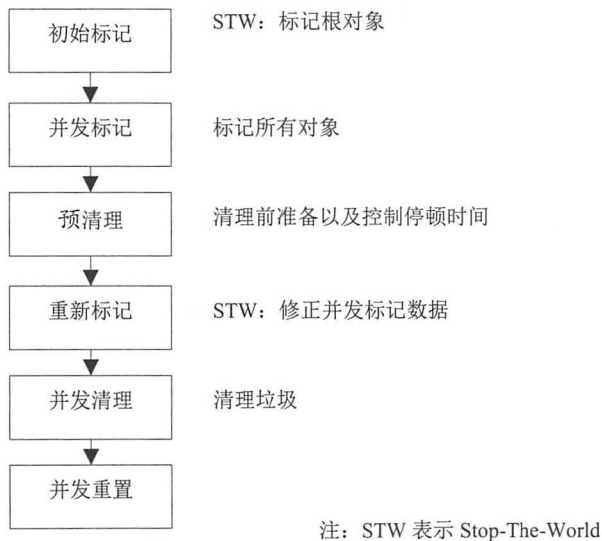 初始标记
STW：标记根对象
并发标记
标记所有对象
预清理
清理前准备以及控制停顿时间
重新标记
STW：修正并发标记数据
并发清理
清理垃圾
并发重置
注：STW 表示 Stop-The-World